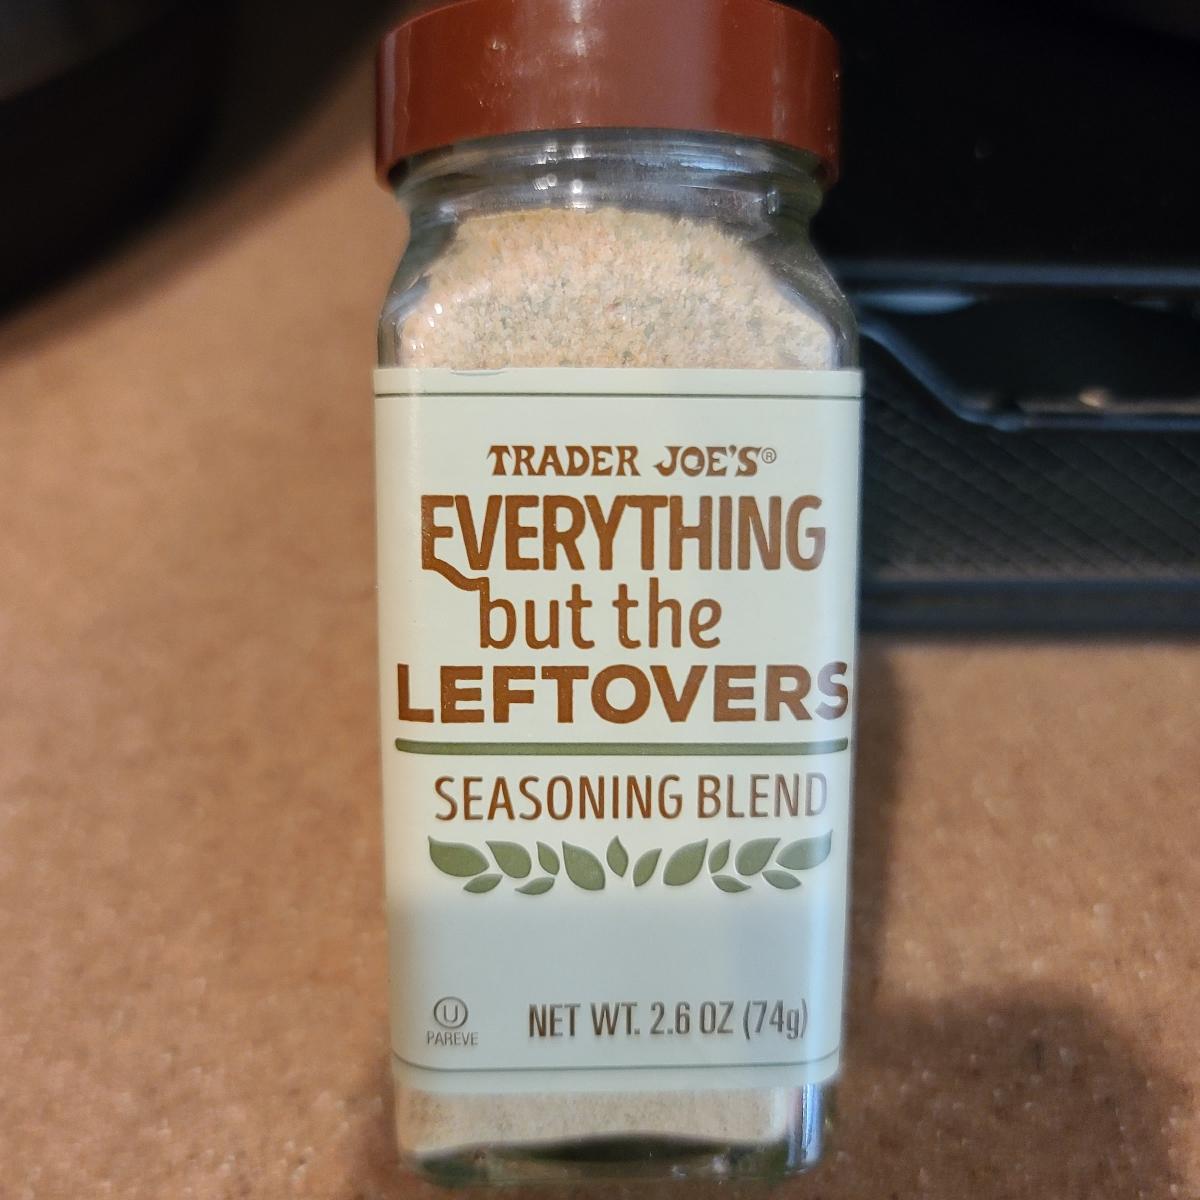 TRADER JOE'S®
EVERYTHING
but the
LEFTOVERS
SEASONING BLEND
U
PAREVE
NET WT. 2.6 OZ (74g)